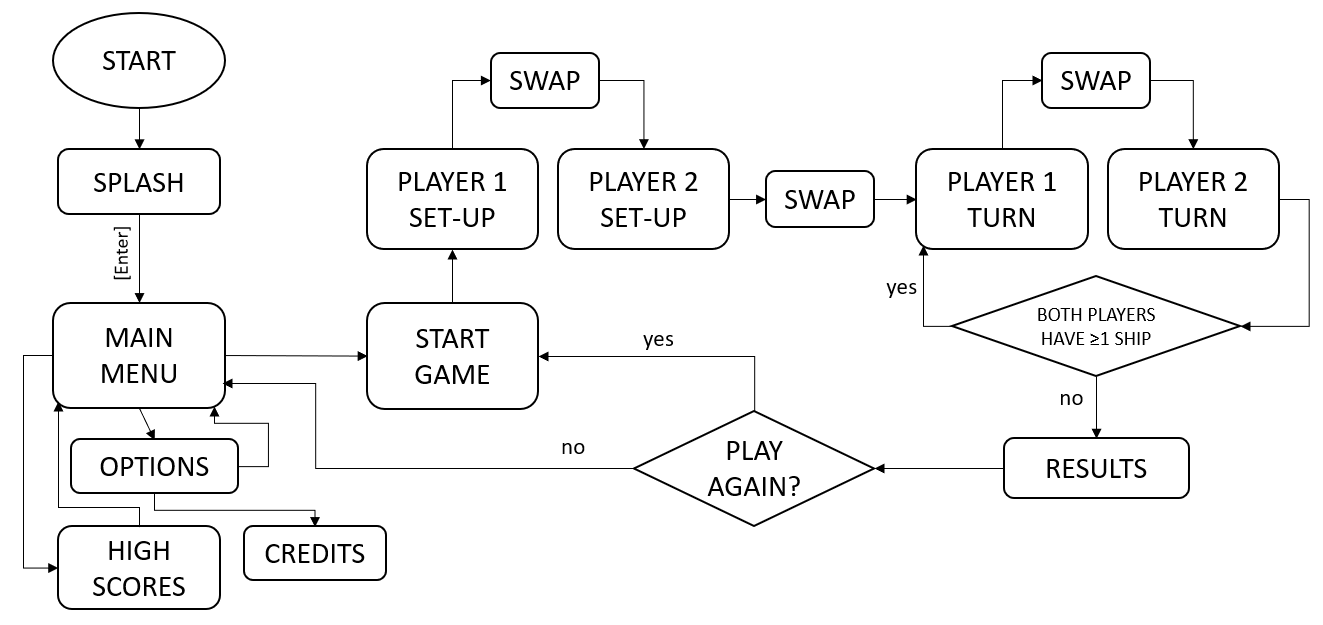 START
SPLASH
[Enter]
MAIN
MENU
OPTIONS
HIGH
SCORES
CREDITS
START
GAME
PLAYER 1
SET-UP
SWAP
PLAYER 2
SET-UP
SWAP
PLAYER 1
TURN
SWAP
PLAYER 2
TURN
BOTH PLAYERS
HAVE ≥1 SHIP
yes
no
RESULTS
PLAY
AGAIN?
yes
no